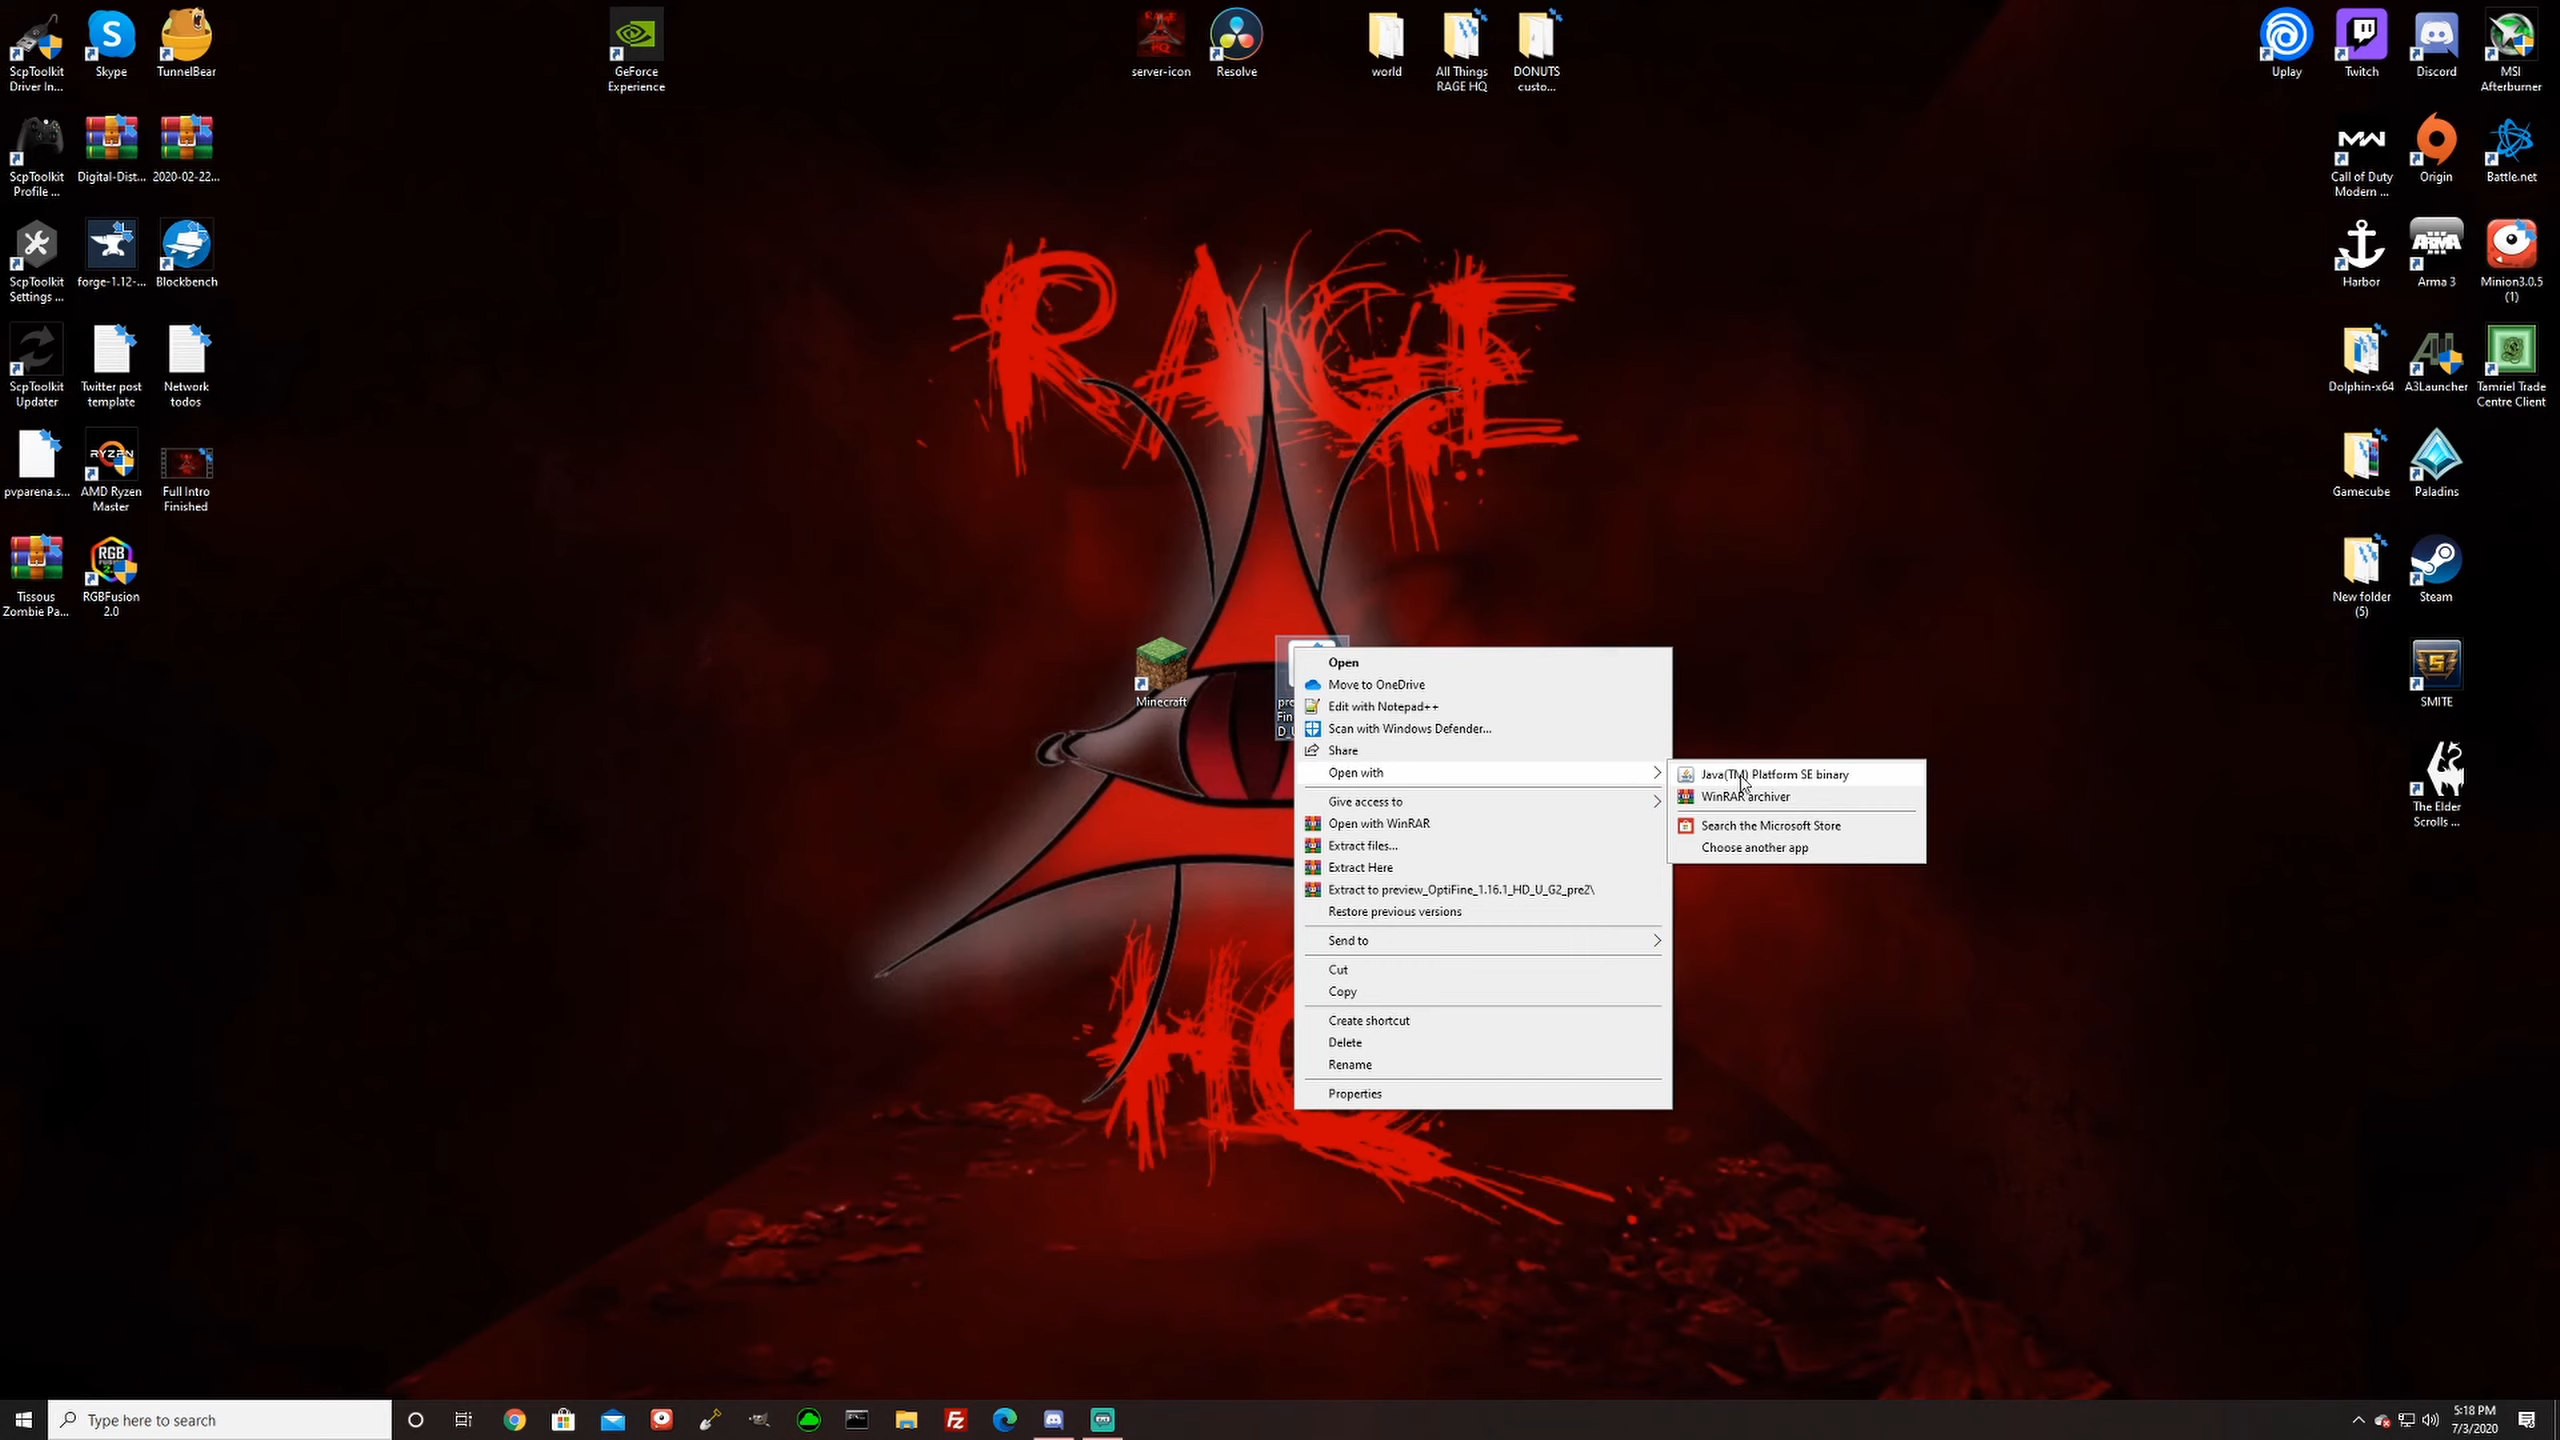 ScpToolkit
Driver In...
Skype
TunnelBear
GeForce
Experience
server-icon
Resolve
world
All Things
RAGE HQ
DONUTS
custo...
Uplay
Twitch
Discord
MSI
Afterburner
ScpToolkit
Profile ...
Digital-Dist...
2020-02-22...
Call of Duty
Modern ...
Origin
Battle.net
ScpToolkit
Settings ...
forge-1.12-...
Blockbench
Harbor
ARMA
Arma 3
Minion3.0.5
(1)
ScpToolkit
Updater
Twitter post
template
Network
todos
Dolphin-x64
A3Launcher
Tamriel Trade
Centre Client
pvparena.s...
RYZEN
AMD Ryzen
Master
Full Intro
Finished
Gamecube
Paladins
Tissous
Zombie Pa...
RGB
RGBFusion
2.0
New folder
(5)
Steam
SMITE
The Elder
Scrolls ...
RAGE
HQ
Minecraft
Open
Move to OneDrive
Edit with Notepad++
Scan with Windows Defender...
Share
Open with
Give access to
Open with WinRAR
Extract files...
Extract Here
Extract to preview_OptiFine_1.16.1_HD_U_G2_pre2\
Restore previous versions
Send to
Cut
Copy
Create shortcut
Delete
Rename
Properties
Java(TM) Platform SE binary
WinRAR archiver
Search the Microsoft Store
Choose another app
Type here to search
5:18 PM
7/3/2020